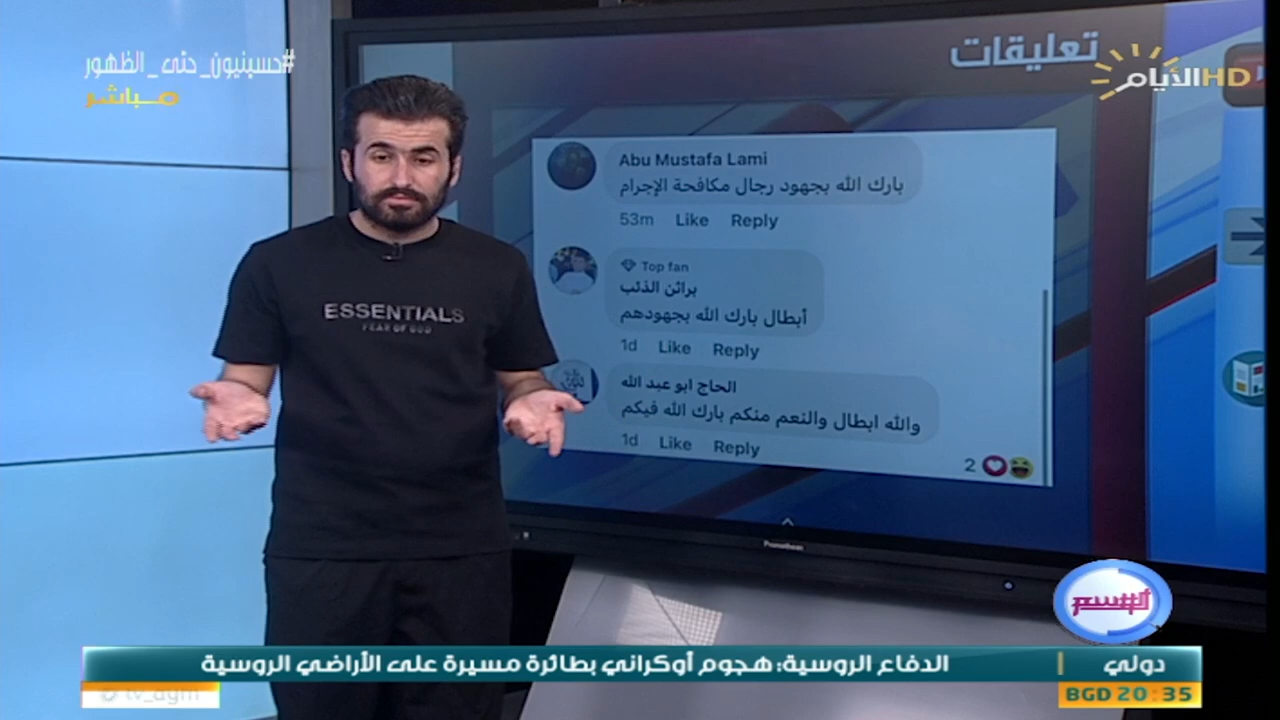 #حسينيون_حتى_الظهور
مباشر
تعليقات
الأيام HD
Abu Mustafa Lami
بارك الله بجهود رجال مكافحة الإجرام
53m Like Reply
Top fan
براثن الذئب
أبطال بارك الله بجهودهم
1d Like Reply
الحاج ابو عبد الله
والله ابطال والنعم منكم بارك الله فيكم
1d Like Reply
2
ESSENTIALS
FEAR OF GOD
Promethean
دولي
الدفاع الروسية: هجوم أوكراني بطائرة مسيرة على الأراضي الروسية
BGD 20:35